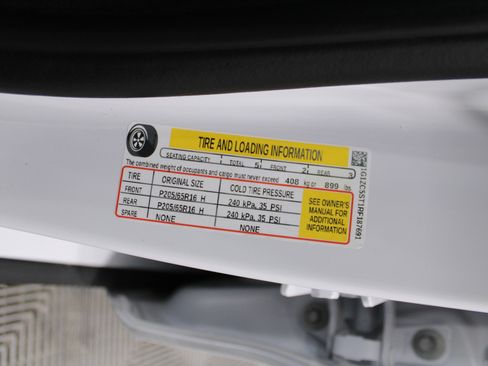 TIRE AND LOADING INFORMATION
SEATING CAPACITY TOTAL 5 FRONT 2 REAR 3
The combined weight of occupants and cargo must never exceed 408 kg or 899 lbs.
TIRE ORIGINAL SIZE COLD TIRE PRESSURE
FRONT P205/65R16 H 240 kPa, 35 PSI
REAR P205/65R16 H 240 kPa, 35 PSI
SPARE NONE NONE
SEE OWNER'S
MANUAL FOR
ADDITIONAL
INFORMATION